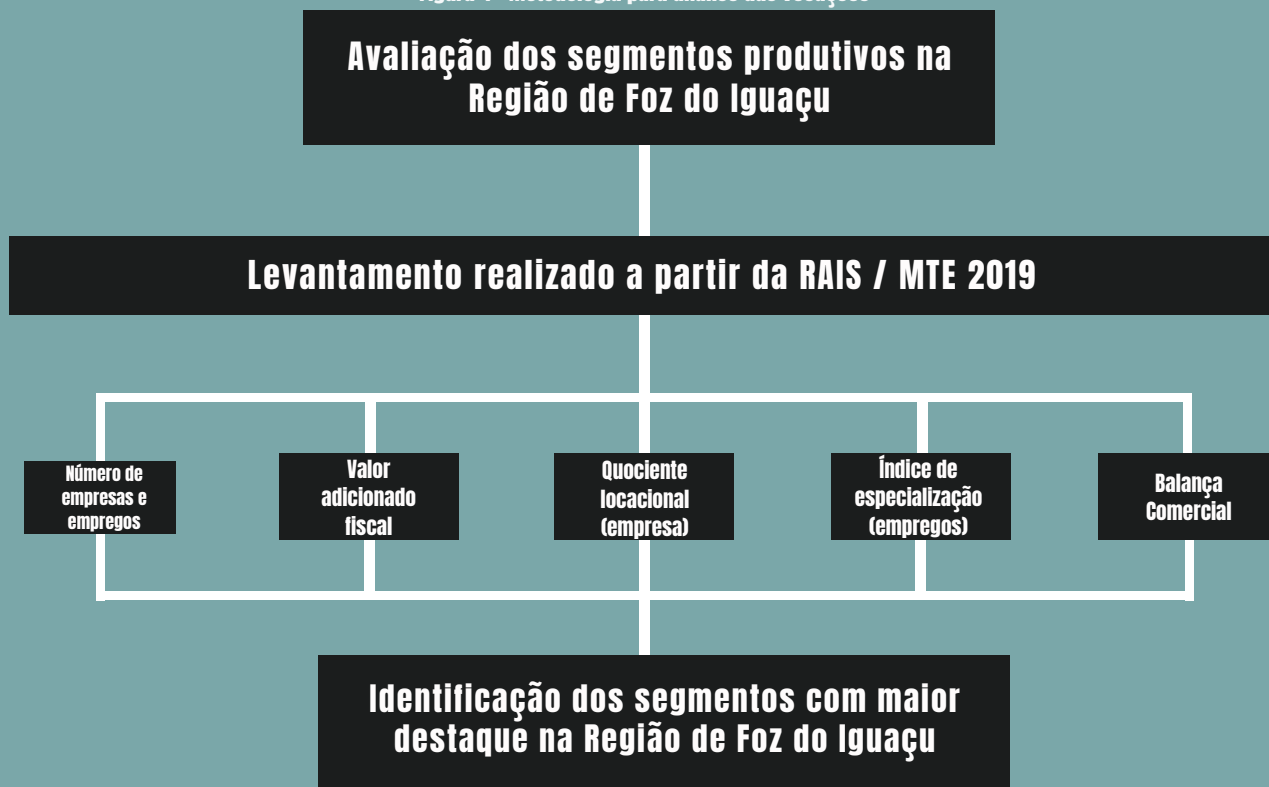 Avaliação dos segmentos produtivos na
Região de Foz do Iguaçu
Levantamento realizado a partir da RAIS / MTE 2019
Número de
empresas e
empregos
Valor
adicionado
fiscal
Quociente
locacional
(empresa)
Índice de
especialização
(empregos)
Balança
Comercial
Identificação dos segmentos com maior
destaque na Região de Foz do Iguaçu